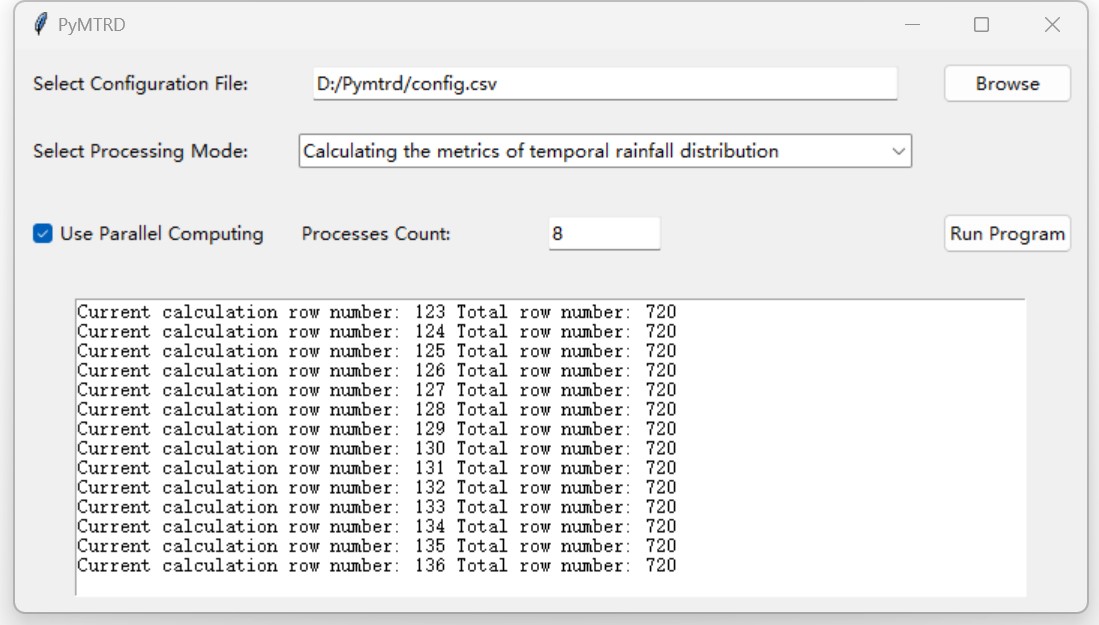 PyMTRD
Select Configuration File: D:/Pymtrd/config.csv Browse
Select Processing Mode: Calculating the metrics of temporal rainfall distribution
Use Parallel Computing Processes Count: 8 Run Program
Current calculation row number: 123 Total row number: 720
Current calculation row number: 124 Total row number: 720
Current calculation row number: 125 Total row number: 720
Current calculation row number: 126 Total row number: 720
Current calculation row number: 127 Total row number: 720
Current calculation row number: 128 Total row number: 720
Current calculation row number: 129 Total row number: 720
Current calculation row number: 130 Total row number: 720
Current calculation row number: 131 Total row number: 720
Current calculation row number: 132 Total row number: 720
Current calculation row number: 133 Total row number: 720
Current calculation row number: 134 Total row number: 720
Current calculation row number: 135 Total row number: 720
Current calculation row number: 136 Total row number: 720